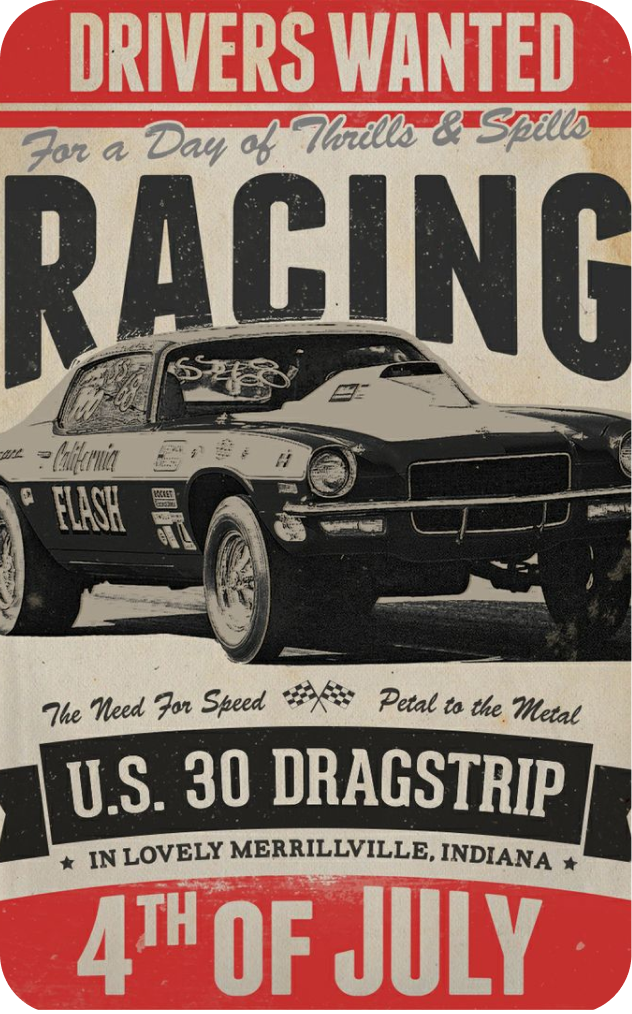 DRIVERS WANTED
For a Day of Thrills & Spills
RACING
California
FLASH
The Need For Speed
Petal to the Metal
U.S. 30 DRAGSTRIP
IN LOVELY MERRILLVILLE, INDIANA
4TH OF JULY